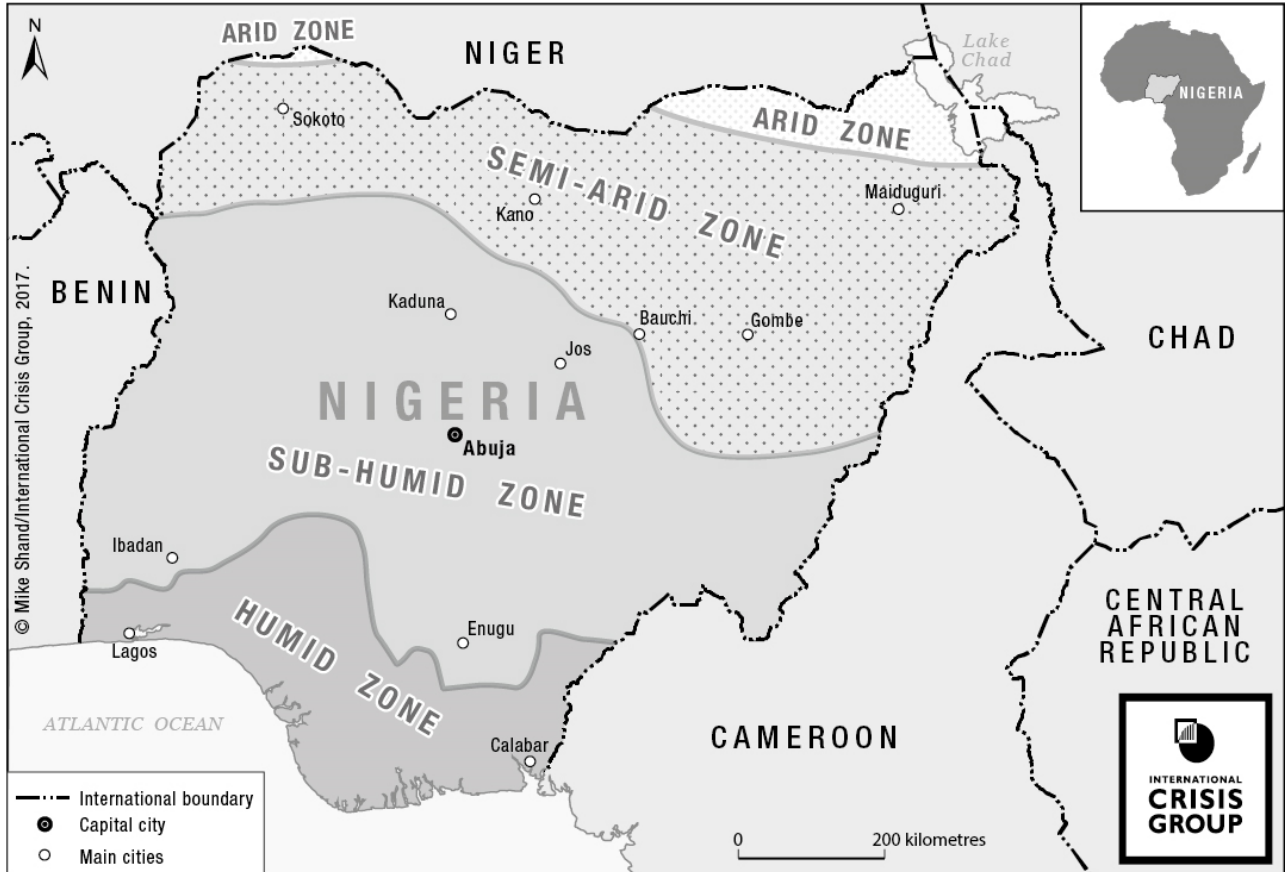 N
ARID ZONE
NIGER
Lake
Chad
NIGERIA
Sokoto
ARID ZONE
SEMI-ARID ZONE
Kano
Maiduguri
BENIN
Kaduna
Bauchi
Gombe
Jos
CHAD
NIGERIA
Abuja
SUB-HUMID ZONE
Ibadan
© Mike Shand/International Crisis Group, 2017.
HUMID ZONE
Enugu
Lagos
CENTRAL
AFRICAN
REPUBLIC
ATLANTIC OCEAN
Calabar
CAMEROON
International boundary
Capital city
Main cities
0 200 kilometres
INTERNATIONAL
CRISIS
GROUP